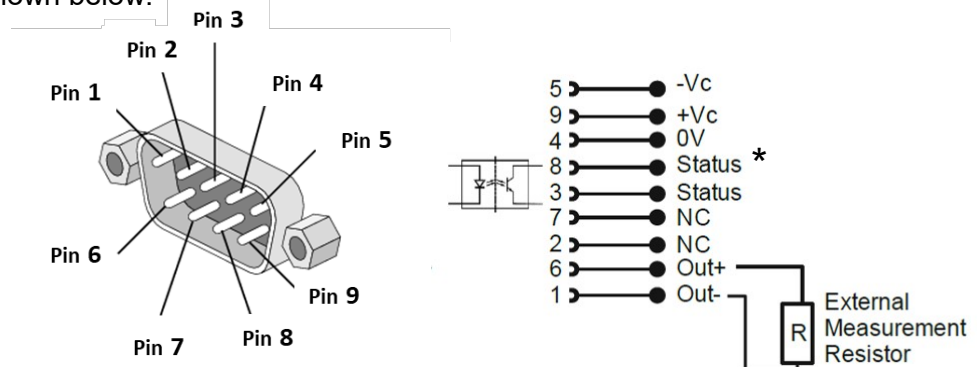 shown below:
Pin 3
Pin 2
Pin 4
Pin 1
Pin 5
Pin 6
Pin 9
Pin 8
Pin 7
5 -Vc
9 +Vc
4 0V
8 Status *
3 Status
7 NC
2 NC
6 Out+
1 Out-
R
External
Measurement
Resistor